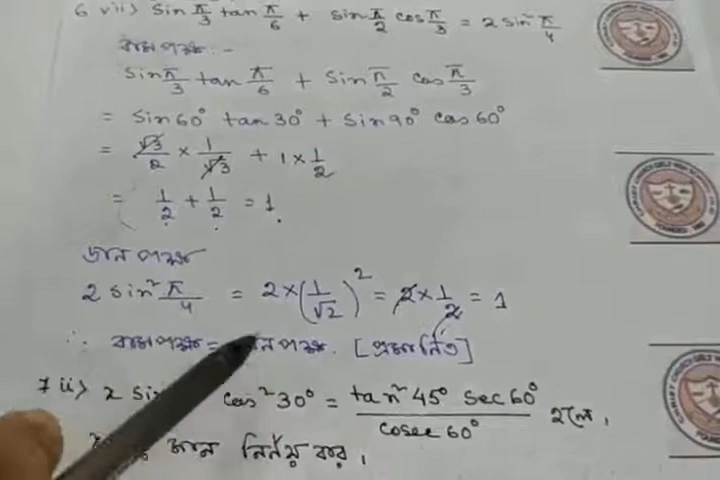 6 vii) sin π/3 tan π/6 + sin π/2 cos π/3 = 2 sin² π/4
বামপক্ষ:-
sin π/3 tan π/6 + sin π/2 cos π/3
= sin 60° tan 30° + sin 90° cos 60°
= √3/2 × 1/√3 + 1 × 1/2
= 1/2 + 1/2 = 1.
ডানপক্ষ
2 sin² π/4 = 2 × (1/√2)² = 2 × 1/2 = 1
∴ বামপক্ষ = ডানপক্ষ. [প্রমাণিত]
7 ii) 2 sin cos² 30° = tan² 45° sec 60° / cosec 60° হলে,
মান নির্ণয় কর।